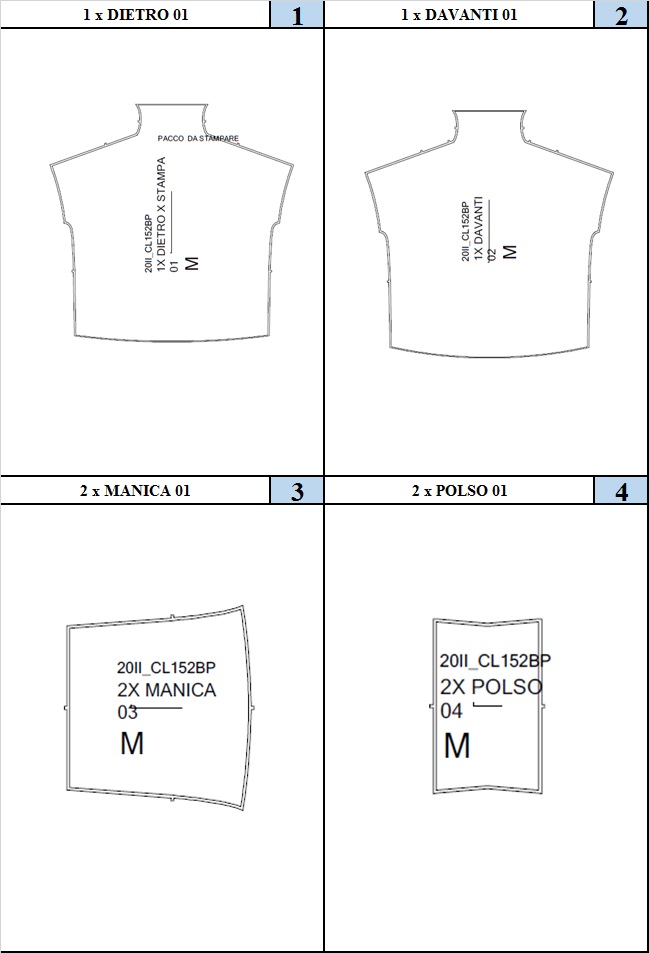 1 x DIETRO 01
1
1 x DAVANTI 01
2
PACCO DA STAMPARE
20II_CL152BP
1X DIETRO X STAMPA
01
M
20II_CL152BP
1X DAVANTI
02
M
2 x MANICA 01
3
2 x POLSO 01
4
20II_CL152BP
2X MANICA
03
M
20II_CL152BP
2X POLSO
04
M